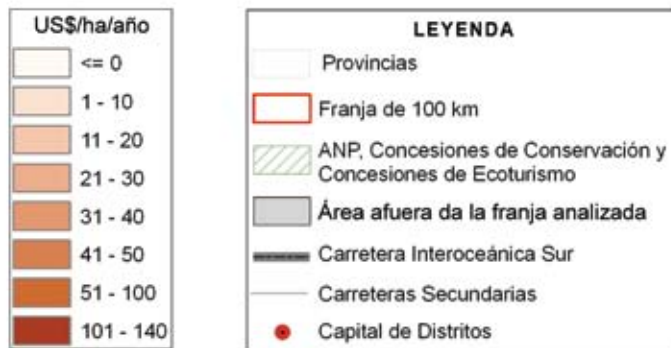 US$/ha/año
<= 0
1 - 10
11 - 20
21 - 30
31 - 40
41 - 50
51 - 100
101 - 140
LEYENDA
Provincias
Franja de 100 km
ANP, Concesiones de Conservación y
Concesiones de Ecoturismo
Área afuera da la franja analizada
Carretera Interoceánica Sur
Carreteras Secundarias
Capital de Distritos